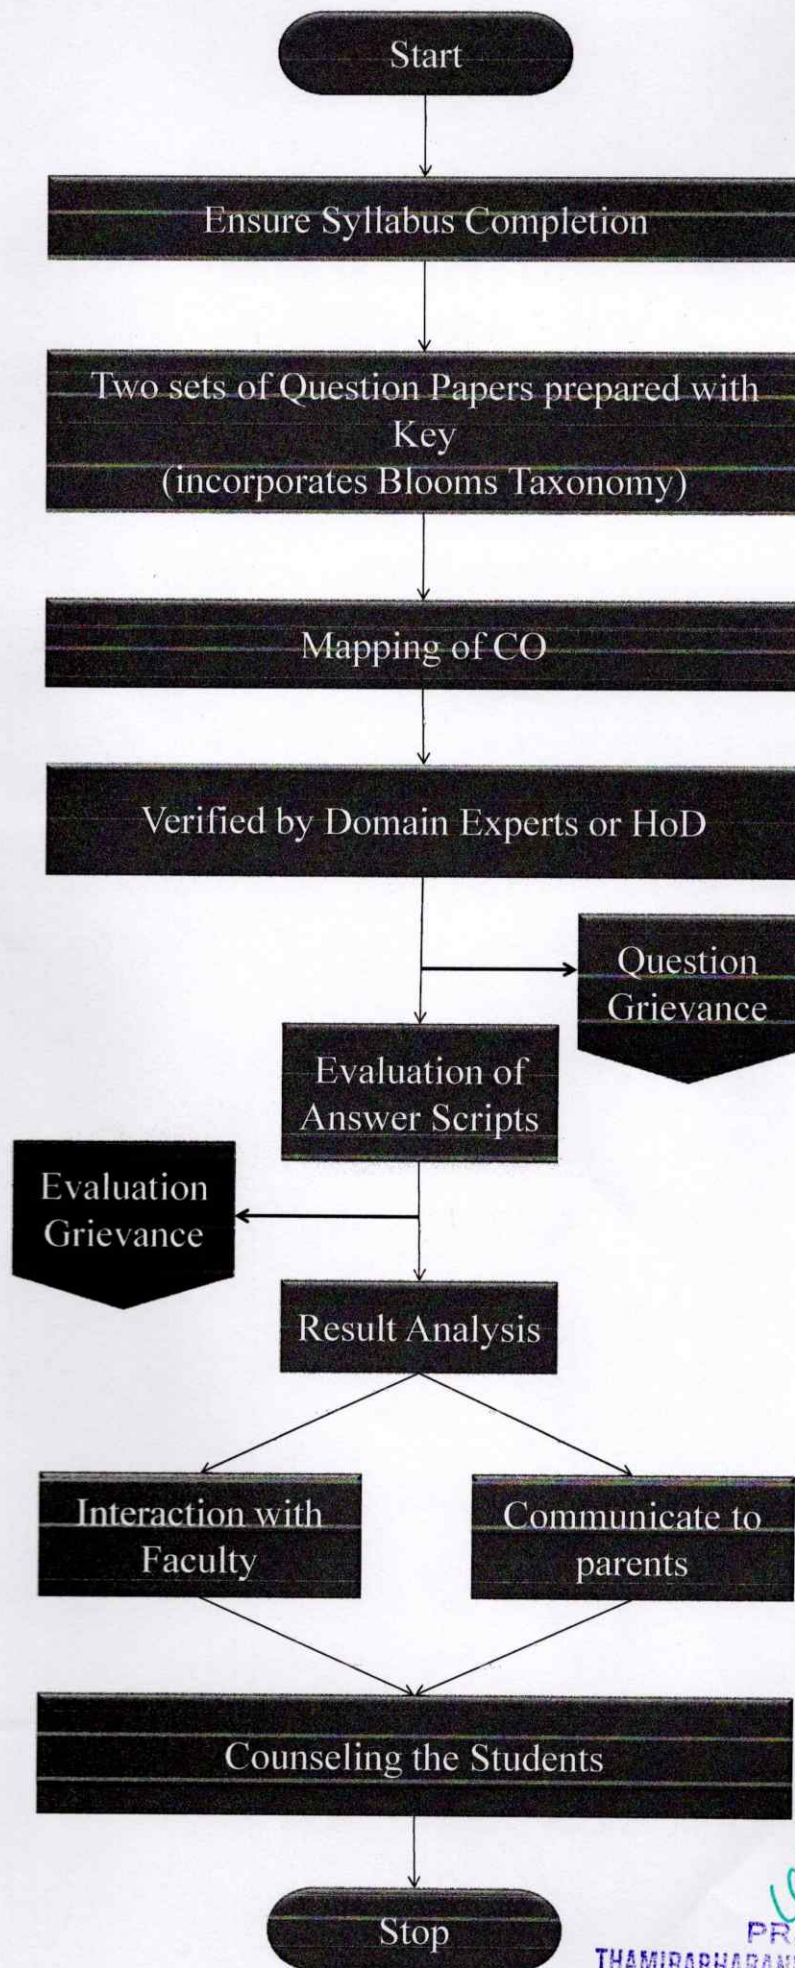 Start
Ensure Syllabus Completion
Two sets of Question Papers prepared with
Key
(incorporates Blooms Taxonomy)
Mapping of CO
Verified by Domain Experts or HoD
Question
Grievance
Evaluation of
Answer Scripts
Evaluation
Grievance
Result Analysis
Interaction with
Faculty
Communicate to
parents
Counseling the Students
Stop